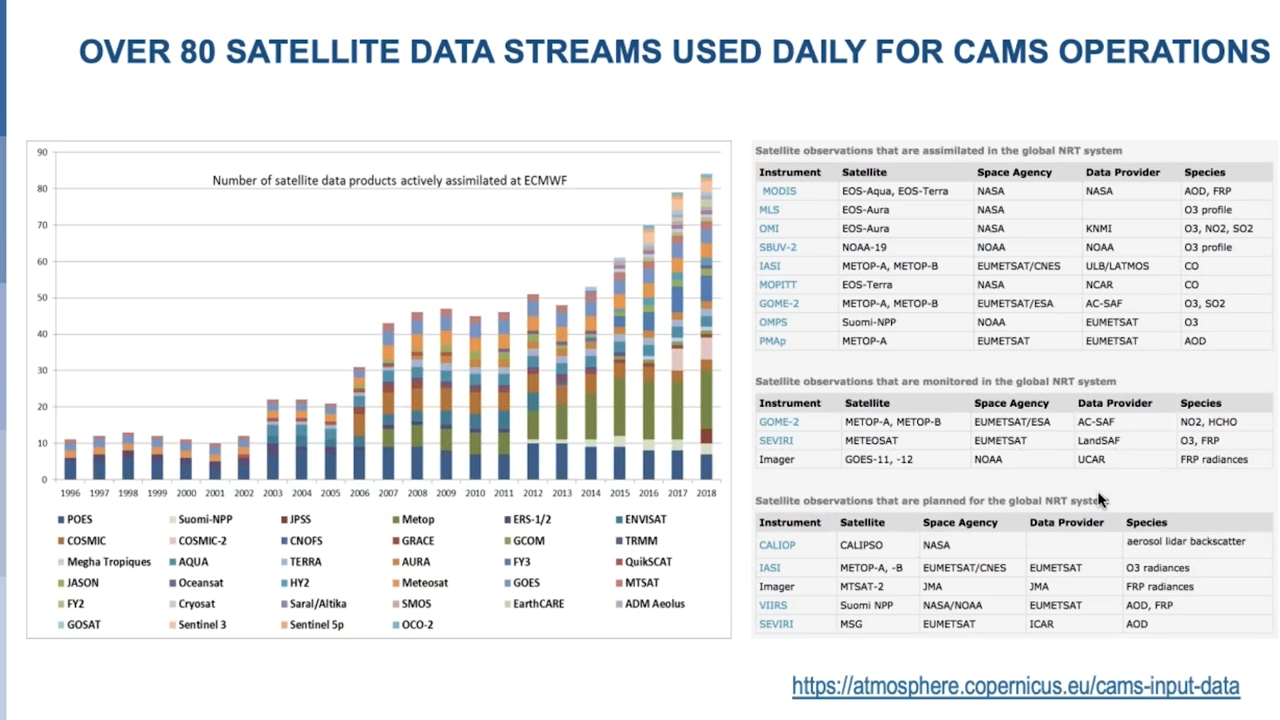 OVER 80 SATELLITE DATA STREAMS USED DAILY FOR CAMS OPERATIONS
Number of satellite data products actively assimilated at ECMWF
90
80
70
60
50
40
30
20
10
0
1996 1997 1998 1999 2000 2001 2002 2003 2004 2005 2006 2007 2008 2009 2010 2011 2012 2013 2014 2015 2016 2017 2018
POES Suomi-NPP JPSS Metop ERS-1/2 ENVISAT
COSMIC COSMIC-2 CNOFS GRACE GCOM TRMM
Megha Tropiques AQUA TERRA AURA FY3 QuikSCAT
JASON Oceansat HY2 Meteosat GOES MTSAT
FY2 Cryosat Saral/Altika SMOS EarthCARE ADM Aeolus
GOSAT Sentinel 3 Sentinel 5p OCO-2
Satellite observations that are assimilated in the global NRT system
Instrument Satellite Space Agency Data Provider Species
MODIS EOS-Aqua, EOS-Terra NASA NASA AOD, FRP
MLS EOS-Aura NASA O3 profile
OMI EOS-Aura NASA KNMI O3, NO2, SO2
SBUV-2 NOAA-19 NOAA NOAA O3 profile
IASI METOP-A, METOP-B EUMETSAT/CNES ULB/LATMOS CO
MOPITT EOS-Terra NASA NCAR CO
GOME-2 METOP-A, METOP-B EUMETSAT/ESA AC-SAF O3, SO2
OMPS Suomi-NPP NOAA EUMETSAT O3
PMAp METOP-A EUMETSAT EUMETSAT AOD
Satellite observations that are monitored in the global NRT system
Instrument Satellite Space Agency Data Provider Species
GOME-2 METOP-A, METOP-B EUMETSAT/ESA AC-SAF NO2, HCHO
SEVIRI METEOSAT EUMETSAT LandSAF O3, FRP
Imager GOES-11, -12 NOAA UCAR FRP radiances
Satellite observations that are planned for the global NRT system
Instrument Satellite Space Agency Data Provider Species
CALIOP CALIPSO NASA aerosol lidar backscatter
IASI METOP-A, -B EUMETSAT/CNES EUMETSAT O3 radiances
Imager MTSAT-2 JMA JMA FRP radiances
VIIRS Suomi NPP NASA/NOAA EUMETSAT AOD, FRP
SEVIRI MSG EUMETSAT ICAR AOD
https://atmosphere.copernicus.eu/cams-input-data